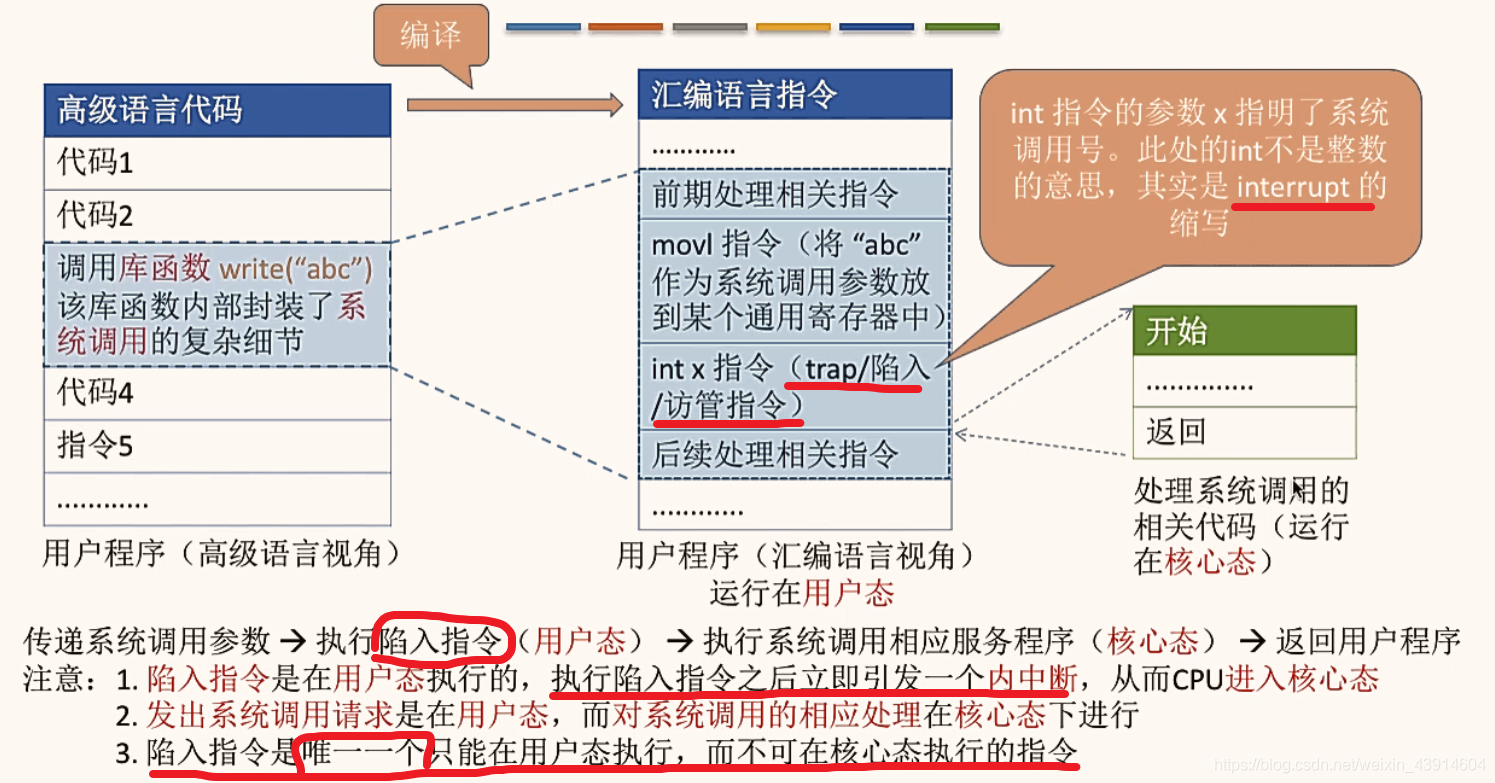 编译
高级语言代码
代码1
代码2
调用库函数 write(“abc”)
该库函数内部封装了系
统调用的复杂细节
代码4
指令5
…………
用户程序（高级语言视角）
汇编语言指令
…………
前期处理相关指令
movl 指令（将 “abc”
作为系统调用参数放
到某个通用寄存器中）
int x 指令（trap/陷入
/访管指令）
后续处理相关指令
…………
用户程序（汇编语言视角）
运行在用户态
int 指令的参数 x 指明了系统
调用号。此处的int不是整数
的意思，其实是 interrupt 的
缩写
开始
…………..
返回
处理系统调用的
相关代码（运行
在核心态）
传递系统调用参数 → 执行陷入指令（用户态） → 执行系统调用相应服务程序（核心态） → 返回用户程序
注意：1. 陷入指令是在用户态执行的，执行陷入指令之后立即引发一个内中断，从而CPU进入核心态
2. 发出系统调用请求是在用户态，而对系统调用的相应处理在核心态下进行
3. 陷入指令是唯一一个只能在用户态执行，而不可在核心态执行的指令
https://blog.csdn.net/weixin_43914604